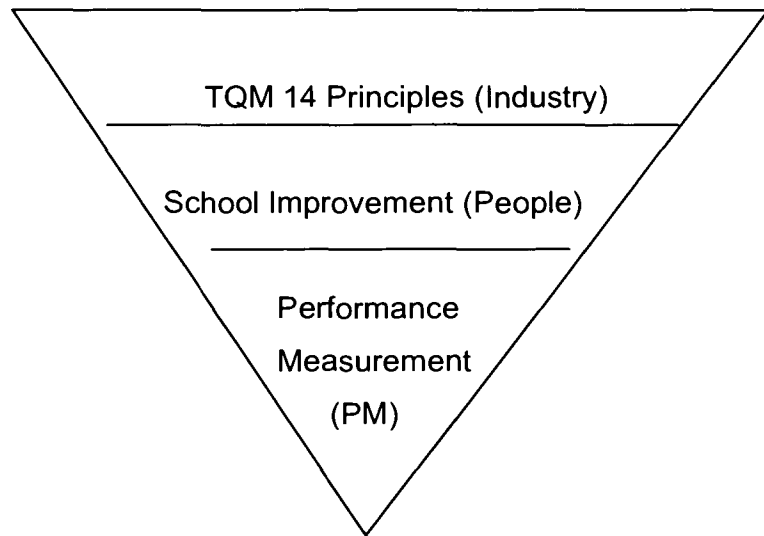 TQM 14 Principles (Industry)
School Improvement (People)
Performance
Measurement
(PM)